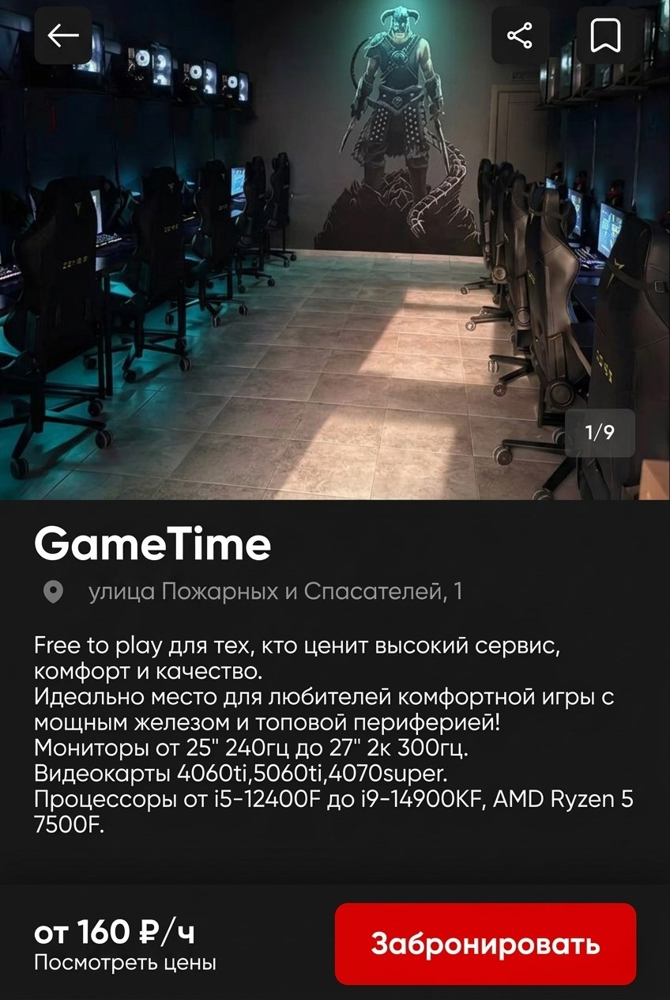 1/9
GameTime
улица Пожарных и Спасателей, 1
Free to play для тех, кто ценит высокий сервис,
комфорт и качество.
Идеально место для любителей комфортной игры с
мощным железом и топовой периферией!
Мониторы от 25" 240гц до 27" 2к 300гц.
Видеокарты 4060ti,5060ti,4070super.
Процессоры от i5-12400F до i9-14900KF, AMD Ryzen 5
7500F.
от 160 ₽/ч
Посмотреть цены
Забронировать